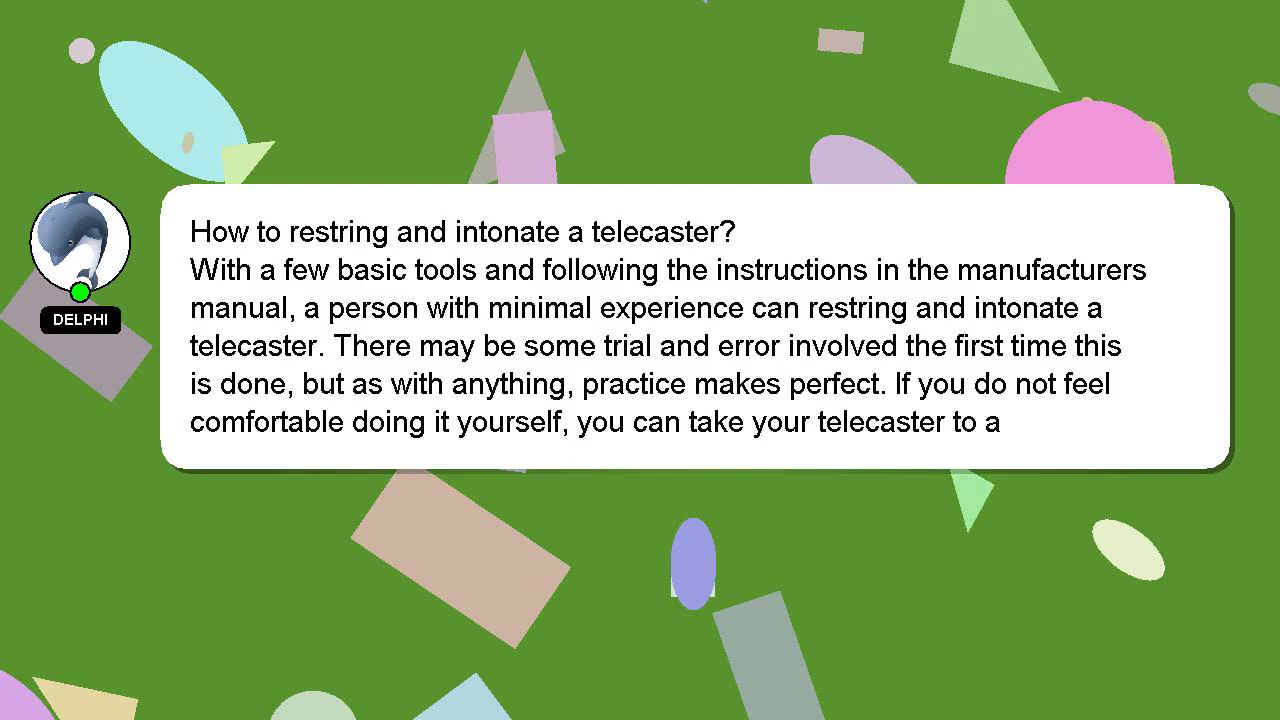 How to restring and intonate a telecaster?
With a few basic tools and following the instructions in the manufacturers
manual, a person with minimal experience can restring and intonate a
telecaster. There may be some trial and error involved the first time this
is done, but as with anything, practice makes perfect. If you do not feel
comfortable doing it yourself, you can take your telecaster to a
DELPHI